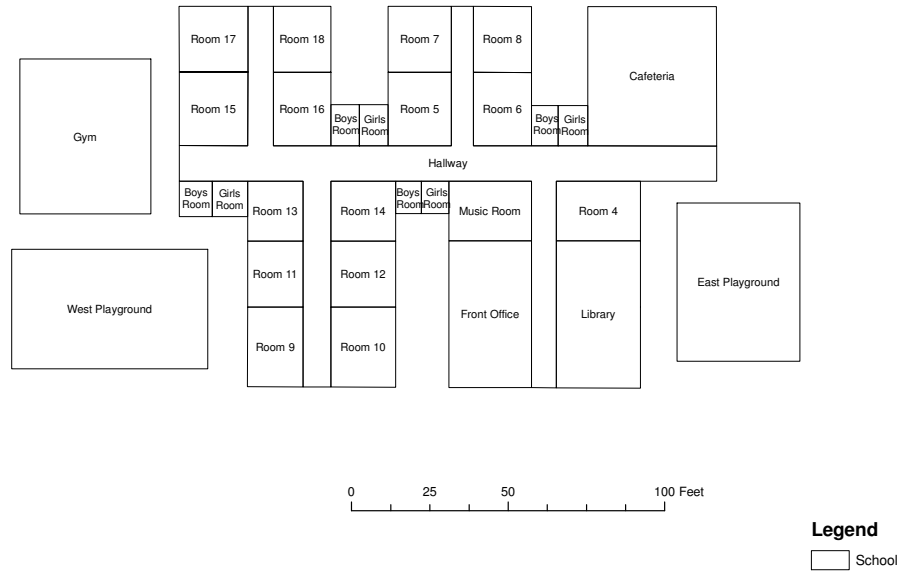 Room 17
Room 18
Room 7
Room 8
Cafeteria
Room 15
Room 16
Boys
Room
Girls
Room
Room 5
Room 6
Boys
Room
Girls
Room
Gym
Hallway
Boys
Room
Girls
Room
Room 13
Room 14
Boys
Room
Girls
Room
Music Room
Room 4
Room 11
Room 12
East Playground
West Playground
Front Office
Library
Room 9
Room 10
0 25 50 100 Feet
Legend
School